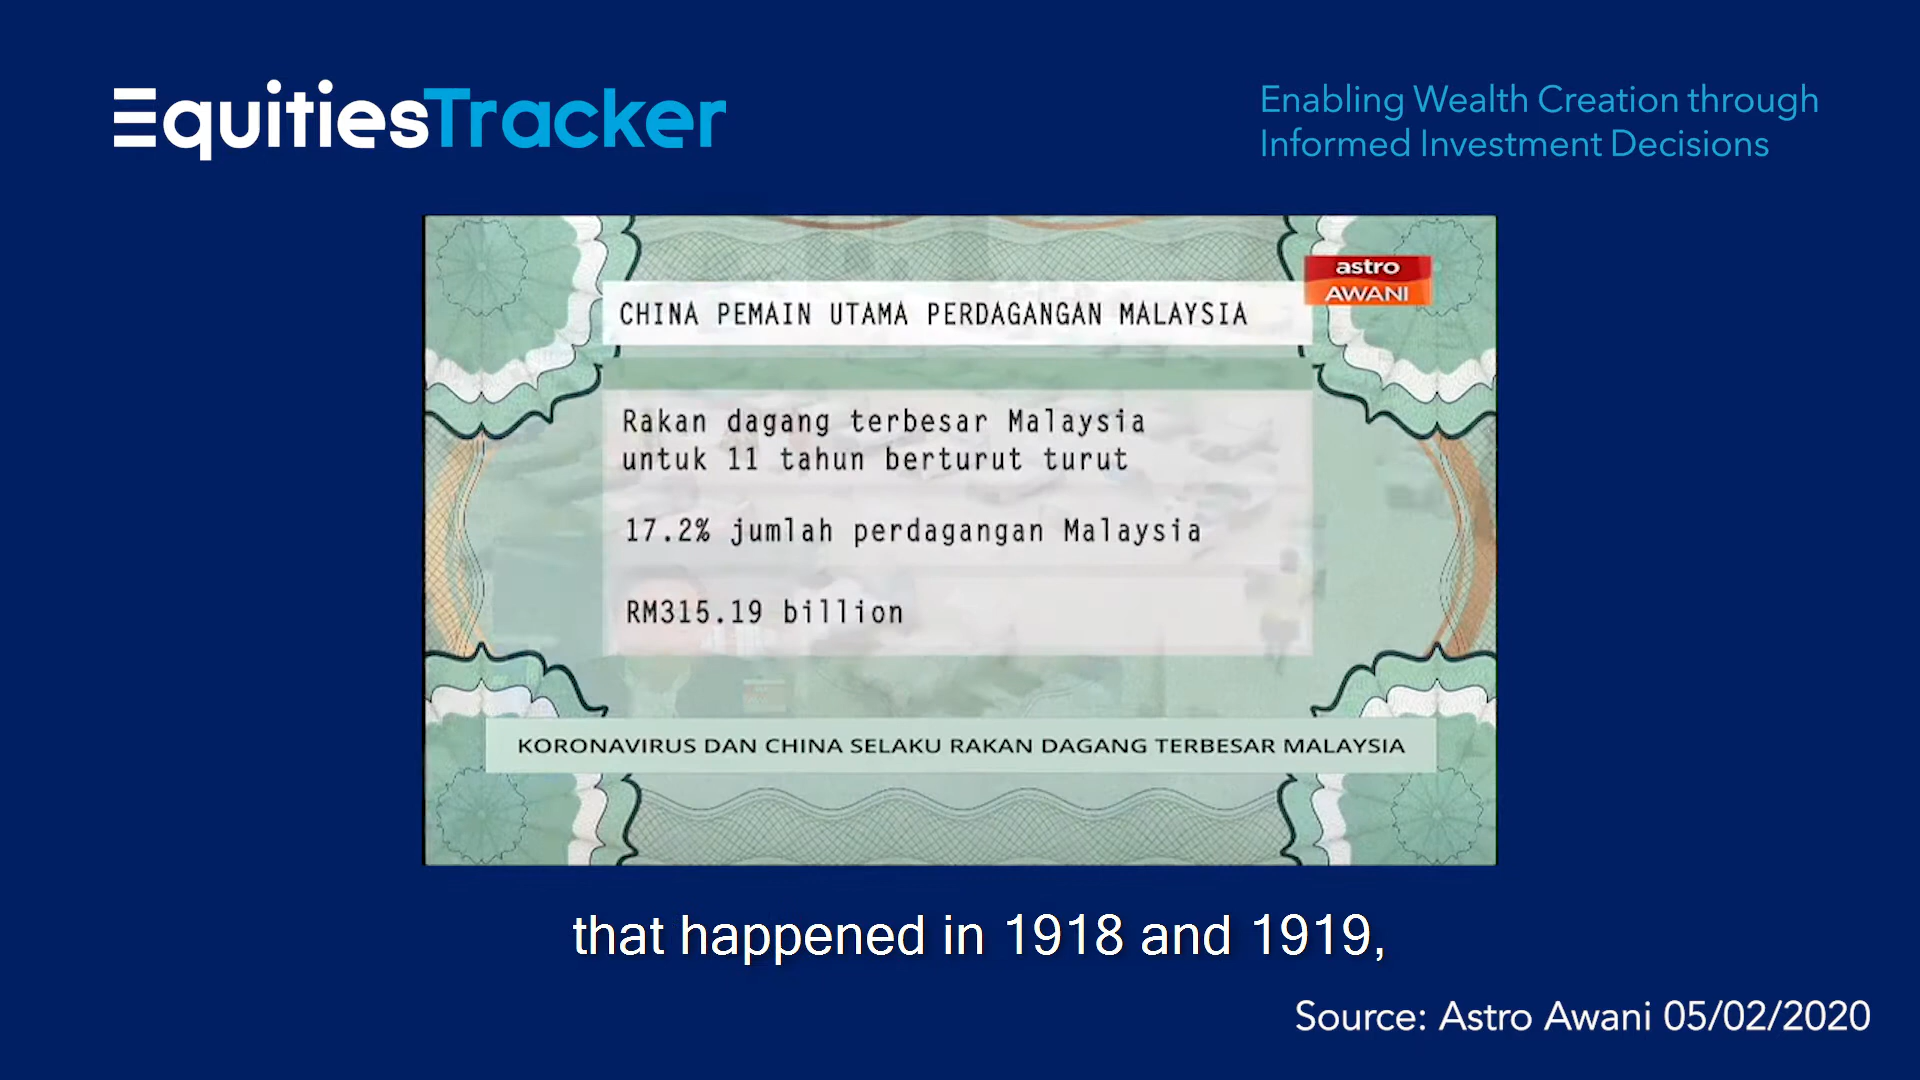 EquitiesTracker
Enabling Wealth Creation through
Informed Investment Decisions
astro
AWANI
CHINA PEMAIN UTAMA PERDAGANGAN MALAYSIA
Rakan dagang terbesar Malaysia
untuk 11 tahun berturut turut
17.2% jumlah perdagangan Malaysia
RM315.19 billion
KORONAVIRUS DAN CHINA SELAKU RAKAN DAGANG TERBESAR MALAYSIA
that happened in 1918 and 1919,
Source: Astro Awani 05/02/2020